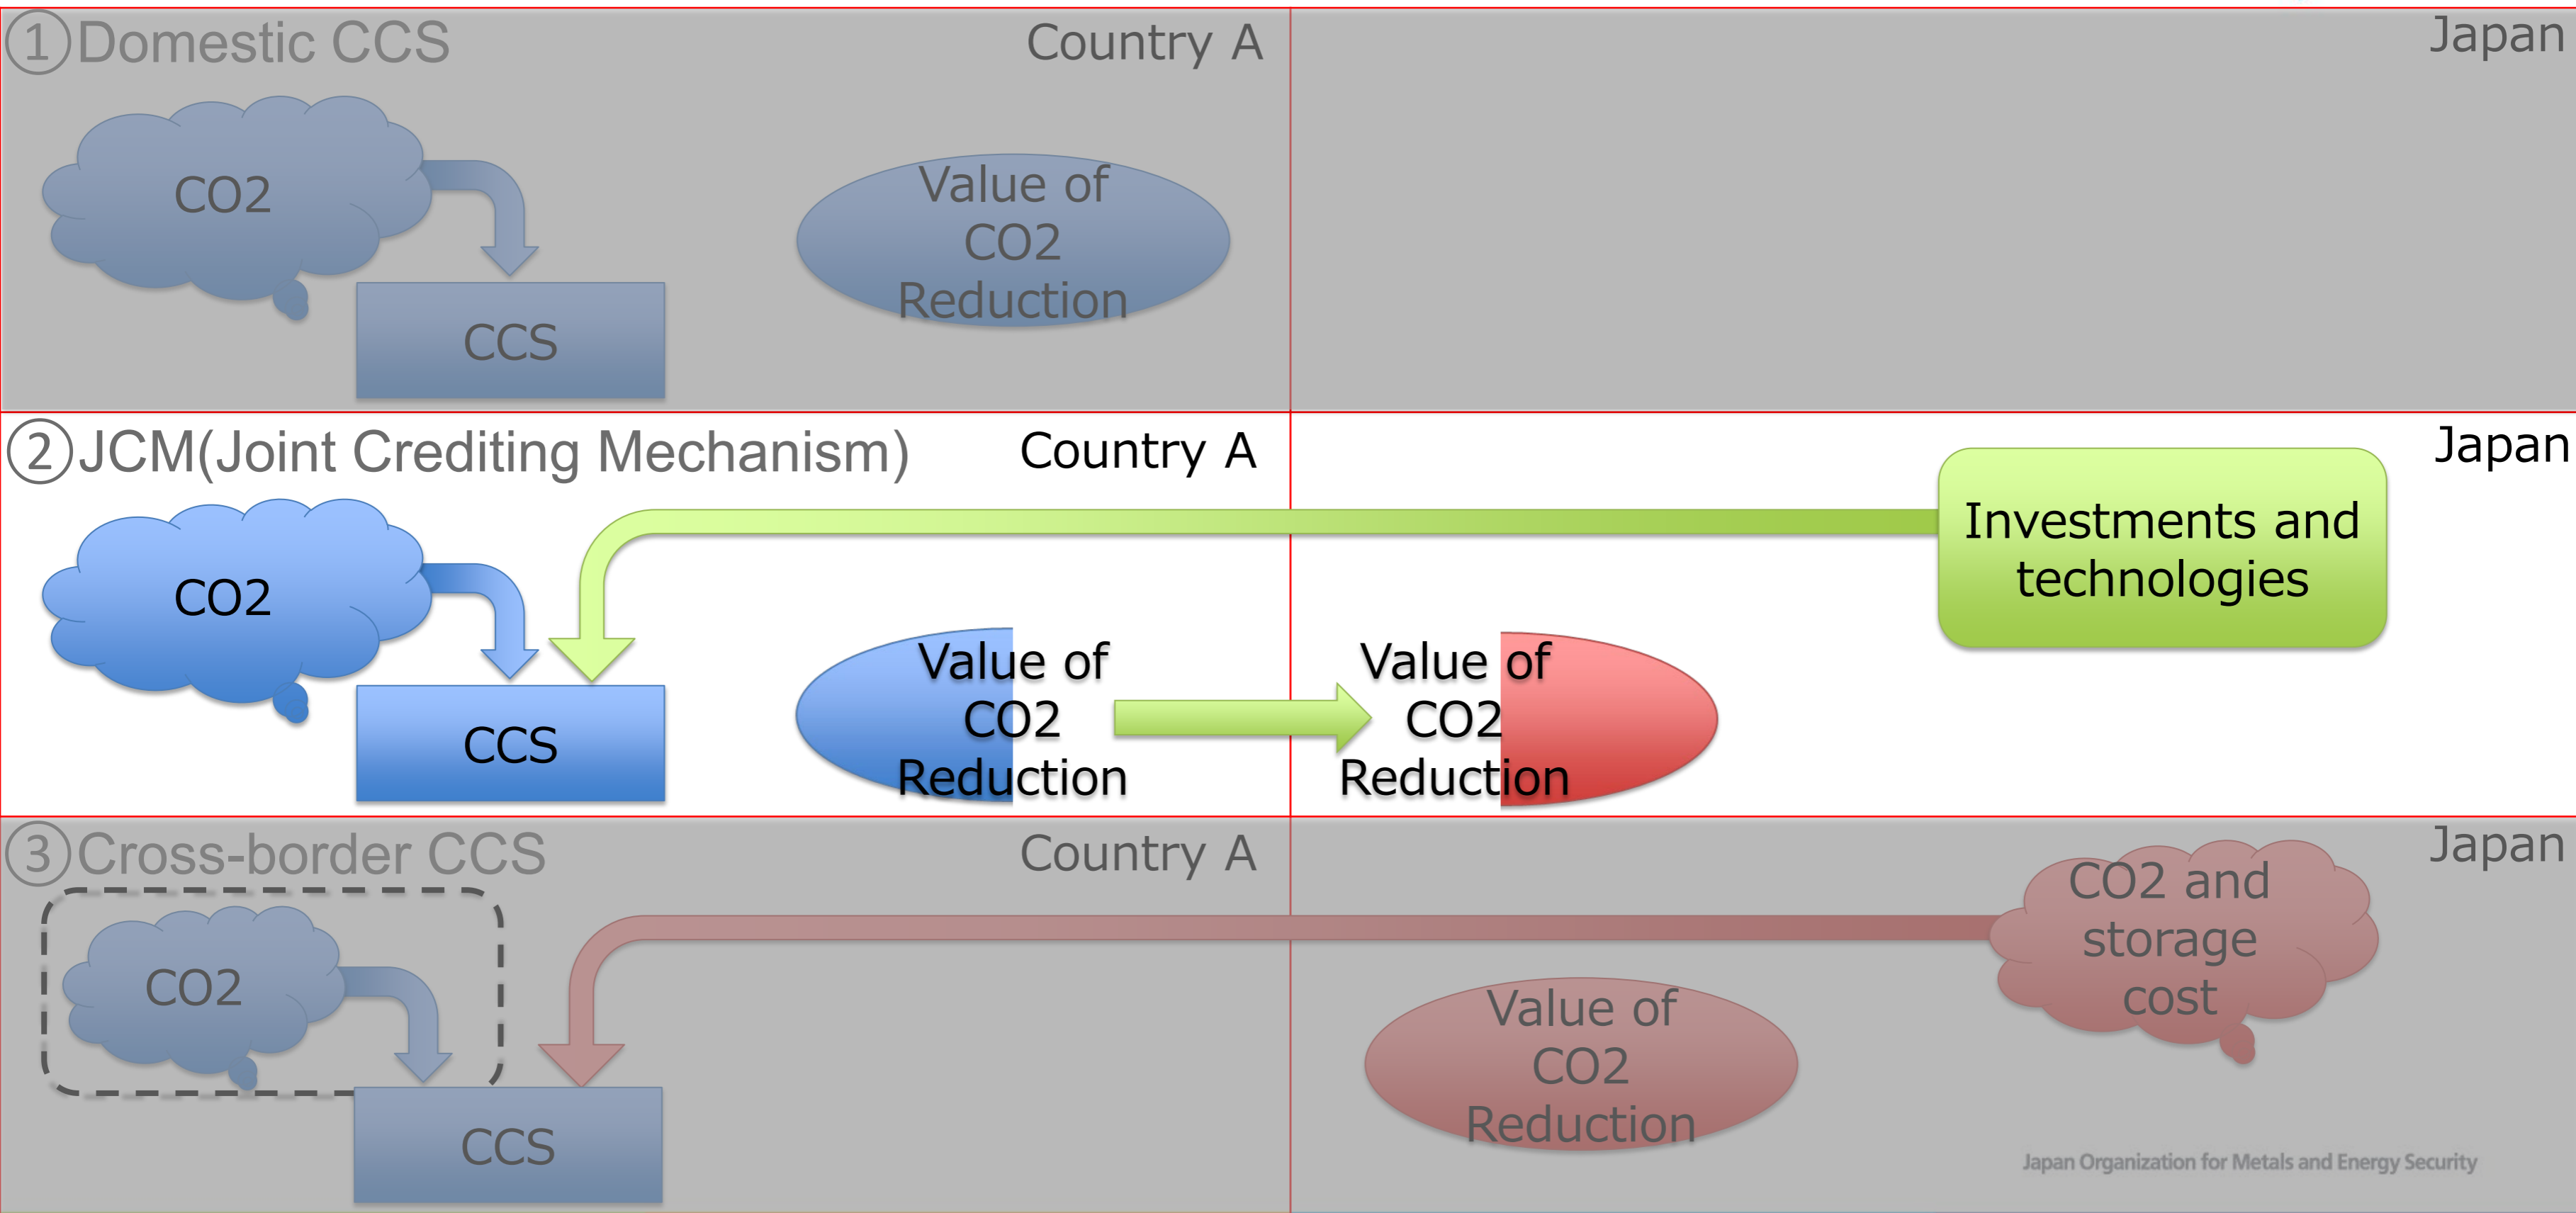 ①Domestic CCS
Country A
Japan
CO2
CCS
Value of
CO2
Reduction
②JCM(Joint Crediting Mechanism)
Country A
Japan
CO2
CCS
Value of
CO2
Reduction
Value of
CO2
Reduction
Investments and
technologies
③Cross-border CCS
Country A
Japan
CO2
CCS
Value of
CO2
Reduction
CO2 and
storage
cost
Japan Organization for Metals and Energy Security